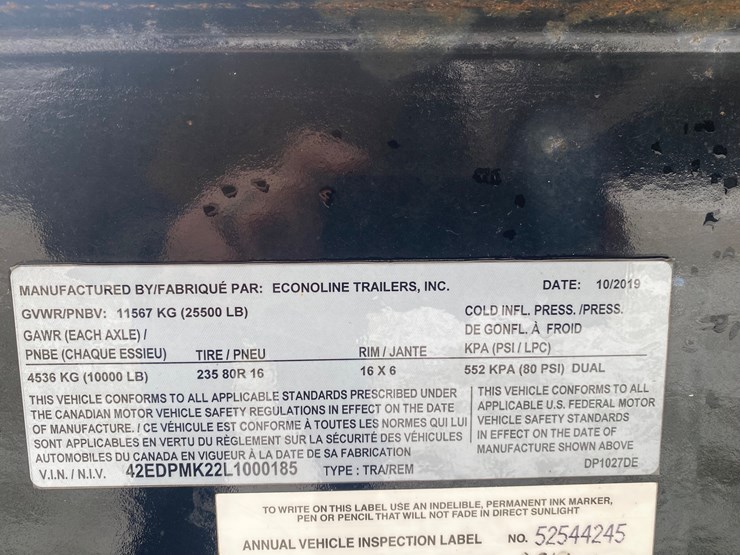 MANUFACTURED BY/FABRIQUÉ PAR: ECONOLINE TRAILERS, INC. DATE: 10/2019
GVWR/PNBV: 11567 KG (25500 LB) COLD INFL. PRESS. /PRESS.
GAWR (EACH AXLE) / DE GONFL. À FROID
PNBE (CHAQUE ESSIEU) TIRE / PNEU RIM / JANTE KPA (PSI / LPC)
4536 KG (10000 LB) 235 80R 16 16 X 6 552 KPA (80 PSI) DUAL
THIS VEHICLE CONFORMS TO ALL APPLICABLE STANDARDS PRESCRIBED UNDER
THE CANADIAN MOTOR VEHICLE SAFETY REGULATIONS IN EFFECT ON THE DATE
OF MANUFACTURE. / CE VÉHICULE EST CONFORME À TOUTES LES NORMES QUI LUI
SONT APPLICABLES EN VERTU DU RÈGLEMENT SUR LA SÉCURITÉ DES VÉHICULES
AUTOMOBILES DU CANADA EN VIGUEUR À LA DATE DE SA FABRICATION
THIS VEHICLE CONFORMS TO ALL
APPLICABLE U.S. FEDERAL MOTOR
VEHICLE SAFETY STANDARDS
IN EFFECT ON THE DATE OF
MANUFACTURE SHOWN ABOVE
V.I.N. / N.I.V. 42EDPMK22L1000185 TYPE : TRA/REM DP1027DE
TO WRITE ON THIS LABEL USE AN INDELIBLE, PERMANENT INK MARKER,
PEN OR PENCIL THAT WILL NOT FADE IN DIRECT SUNLIGHT
ANNUAL VEHICLE INSPECTION LABEL NO. 52544245